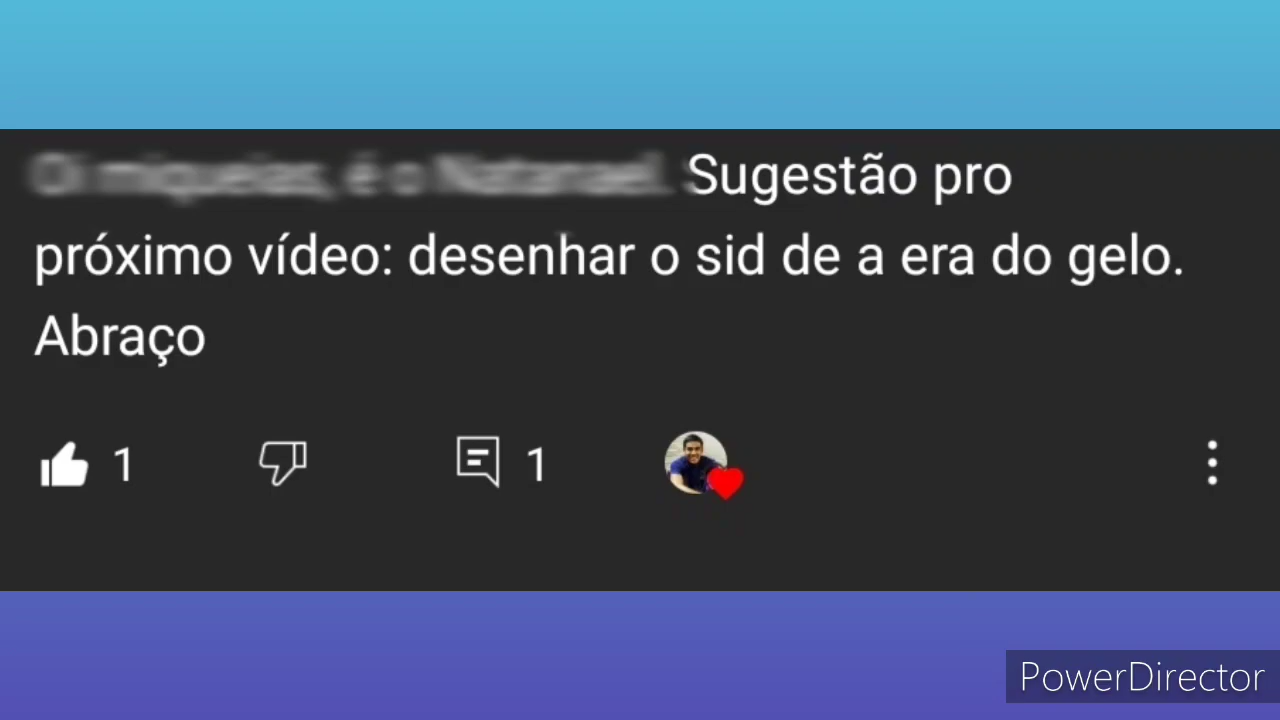 Sugestão pro
próximo vídeo: desenhar o sid de a era do gelo.
Abraço
1
1
PowerDirector